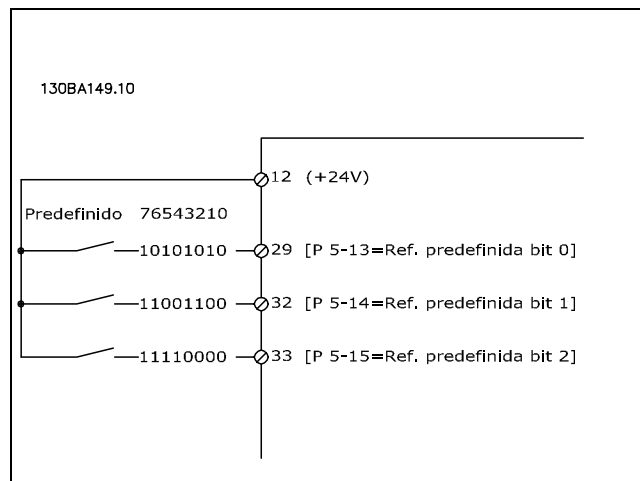 130BA149.10
12 (+24V)
Predefinido 76543210
10101010 29 [P 5-13=Ref. predefinida bit 0]
11001100 32 [P 5-14=Ref. predefinida bit 1]
11110000 33 [P 5-15=Ref. predefinida bit 2]